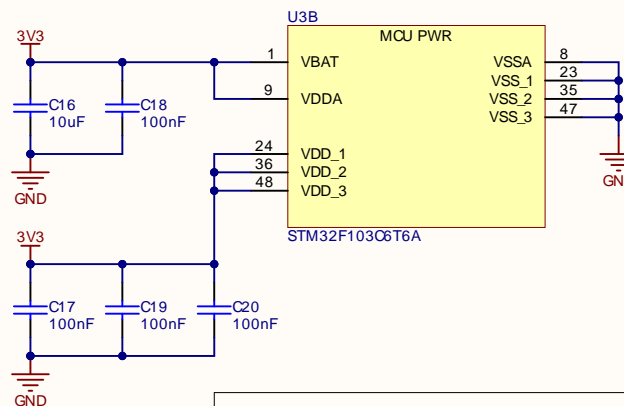 U3B
MCU PWR
3V3
1 VBAT
VSSA 8
9 VDDA
VSS_1 23
VSS_2 35
VSS_3 47
C16
10uF
C18
100nF
24 VDD_1
36 VDD_2
48 VDD_3
GND
GN
STM32F103C6T6A
3V3
C17
100nF
C19
100nF
C20
100nF
GND